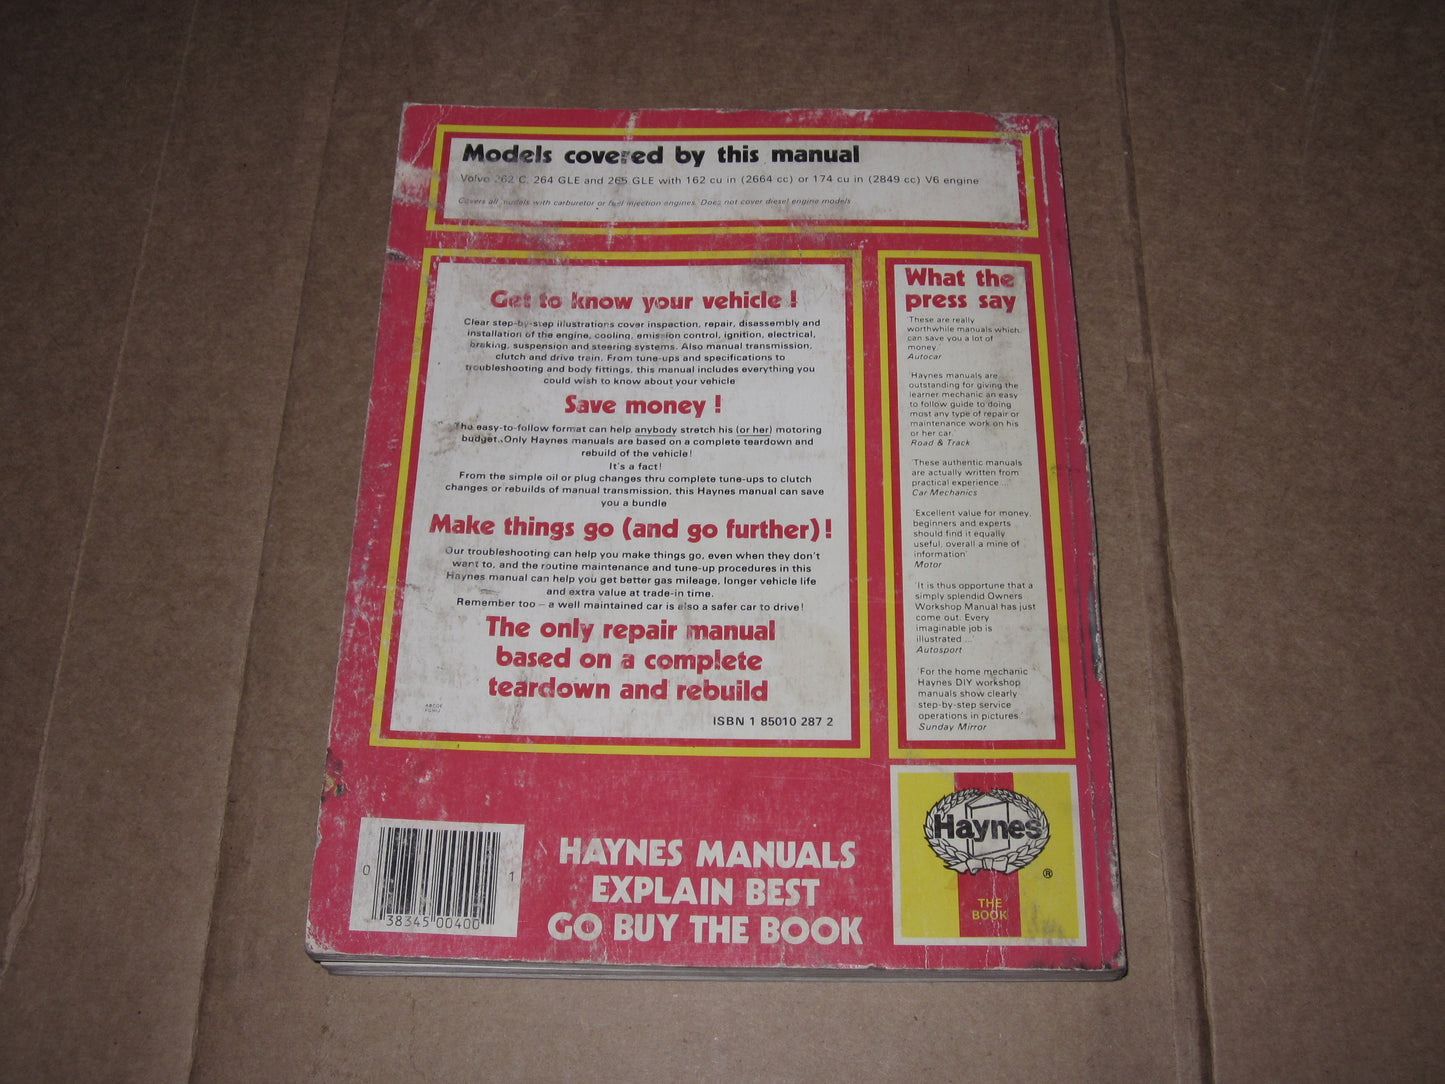 Models covered by this manual
Volvo 262 C, 264 GLE and 265 GLE with 162 cu in (2664 cc) or 174 cu in (2849 cc) V6 engine
Covers all models with carburetor or fuel injection engines. Does not cover diesel engine models
Get to know your vehicle !
Clear step-by-step illustrations cover inspection, repair, disassembly and
installation of the engine, cooling, emission control, ignition, electrical,
braking, suspension and steering systems. Also manual transmission,
clutch and drive train. From tune-ups and specifications to
troubleshooting and body fittings, this manual includes everything you
could wish to know about your vehicle
Save money !
The easy-to-follow format can help anybody stretch his (or her) motoring
budget. Only Haynes manuals are based on a complete teardown and
rebuild of the vehicle!
It's a fact!
From the simple oil or plug changes thru complete tune-ups to clutch
changes or rebuilds of manual transmission, this Haynes manual can save
you a bundle
Make things go (and go further) !
Our troubleshooting can help you make things go, even when they don't
want to, and the routine maintenance and tune-up procedures in this
Haynes manual can help you get better gas mileage, longer vehicle life
and extra value at trade-in time.
Remember too – a well maintained car is also a safer car to drive!
The only repair manual
based on a complete
teardown and rebuild
ABCDE
FGHIJ
ISBN 1 85010 287 2
What the
press say
'These are really
worthwhile manuals which
can save you a lot of
money.'
Autocar
'Haynes manuals are
outstanding for giving the
learner mechanic an easy
to follow guide to doing
most any type of repair or
maintenance work on his
or her car.'
Road & Track
'These authentic manuals
are actually written from
practical experience ...'
Car Mechanics
'Excellent value for money,
beginners and experts
should find it equally
useful, overall a mine of
information'
Motor
'It is thus opportune that a
simply splendid Owners
Workshop Manual has just
come out. Every
imaginable job is
illustrated ...'
Autosport
'For the home mechanic
Haynes DIY workshop
manuals show clearly
step-by-step service
operations in pictures'
Sunday Mirror
0 38345 00400 1
HAYNES MANUALS
EXPLAIN BEST
GO BUY THE BOOK
Haynes
®
THE
BOOK